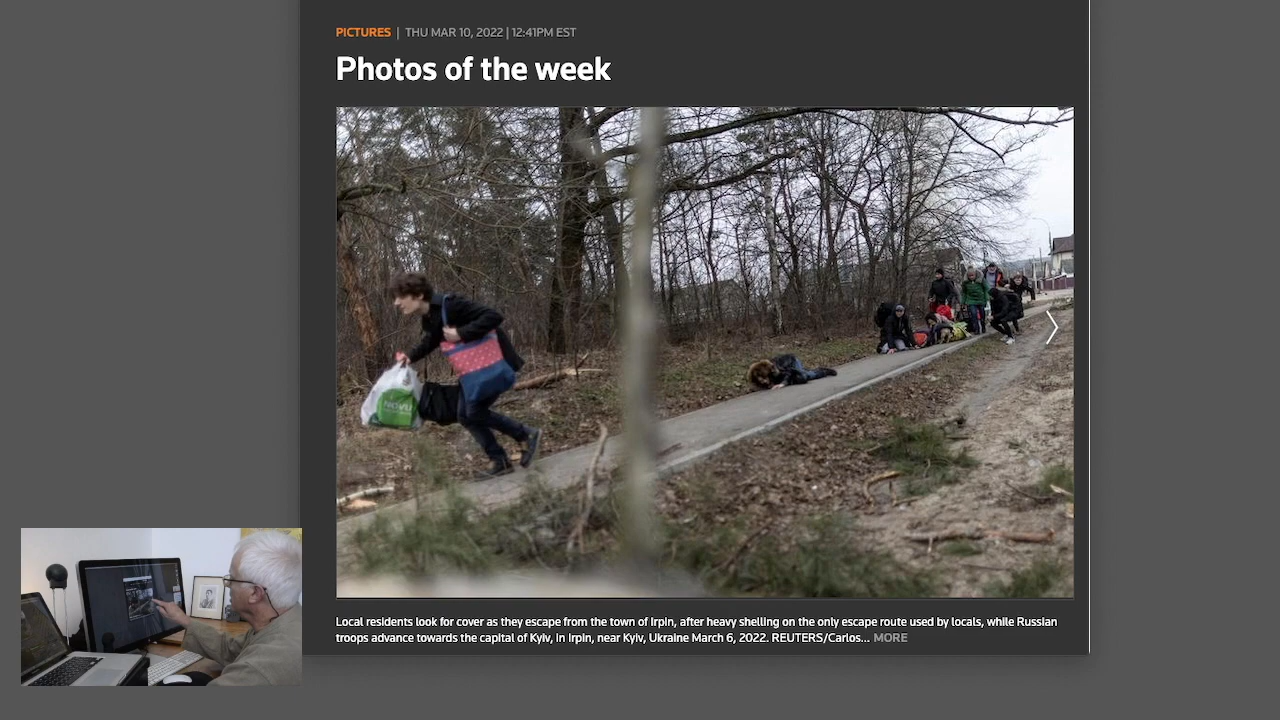 PICTURES | THU MAR 10, 2022 | 12:41PM EST
Photos of the week
NOVUS
Local residents look for cover as they escape from the town of Irpin, after heavy shelling on the only escape route used by locals, while Russian
troops advance towards the capital of Kyiv, in Irpin, near Kyiv, Ukraine March 6, 2022. REUTERS/Carlos... MORE